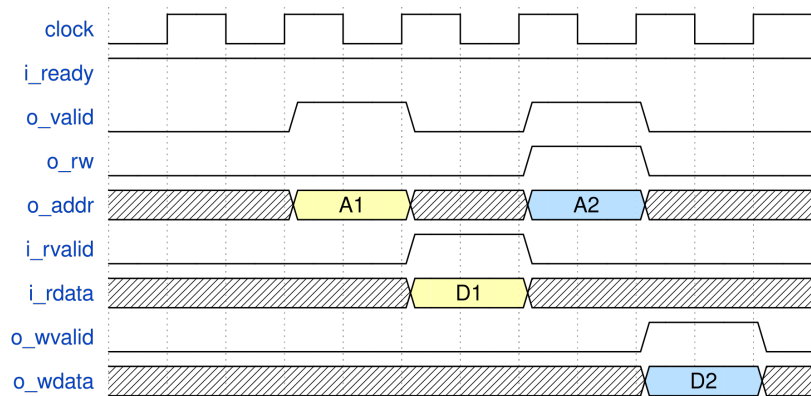 clock
i_ready
o_valid
o_rw
o_addr A1 A2
i_rvalid
i_rdata D1
o_wvalid
o_wdata D2